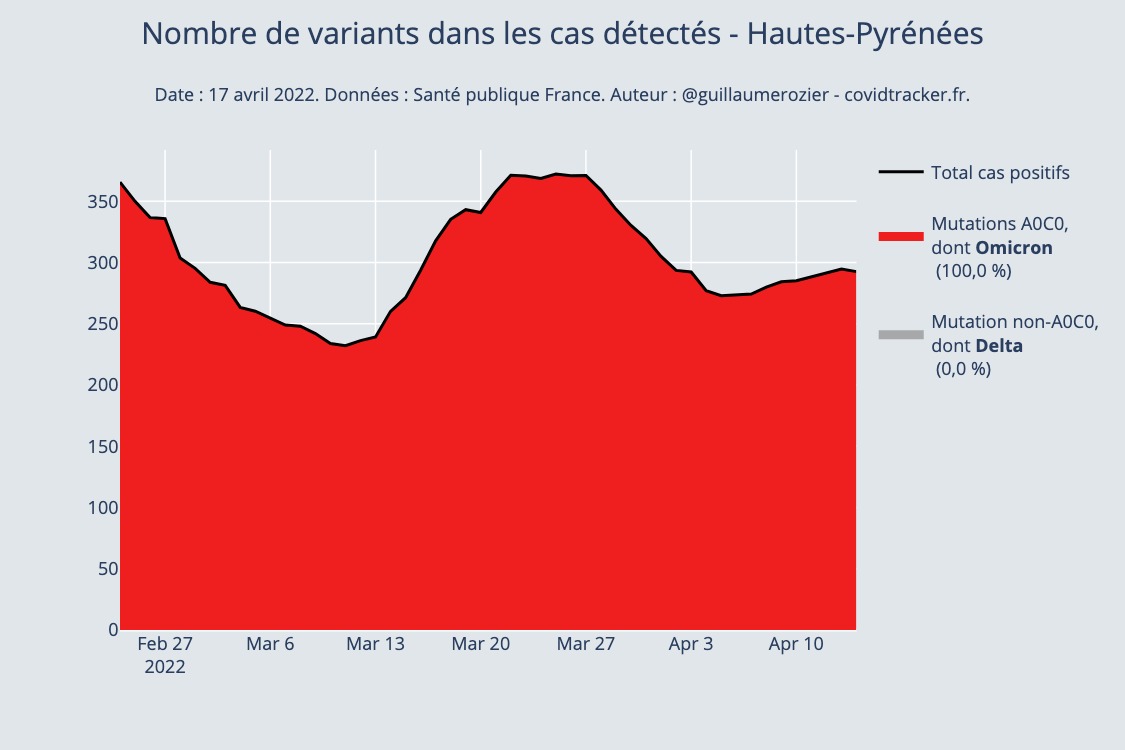 Nombre de variants dans les cas détectés - Hautes-Pyrénées
Date : 17 avril 2022. Données : Santé publique France. Auteur : @guillaumerozier - covidtracker.fr.
Total cas positifs
Mutations A0C0,
dont Omicron
(100,0 %)
Mutation non-A0C0,
dont Delta
(0,0 %)
350
300
250
200
150
100
50
0
Feb 27 Mar 6 Mar 13 Mar 20 Mar 27 Apr 3 Apr 10
2022